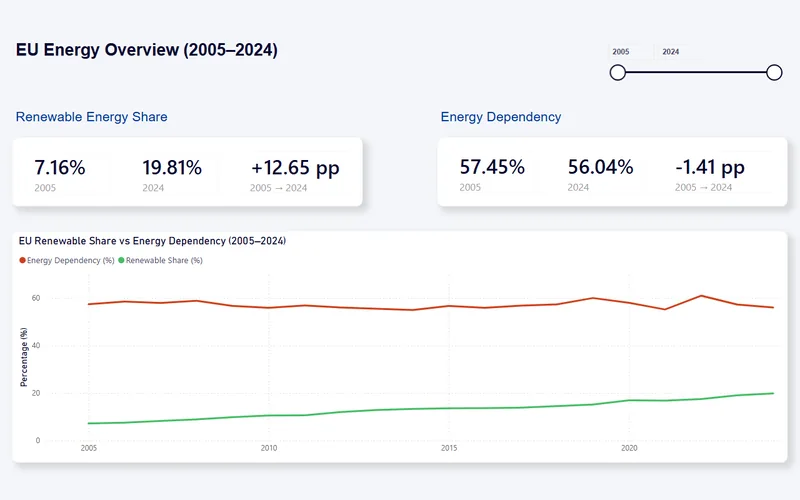 EU Energy Overview (2005–2024)
2005 2024
Renewable Energy Share
7.16% 19.81% +12.65 pp
2005 2024 2005 → 2024
Energy Dependency
57.45% 56.04% -1.41 pp
2005 2024 2005 → 2024
EU Renewable Share vs Energy Dependency (2005–2024)
Energy Dependency (%) Renewable Share (%)
Percentage (%)
60
40
20
0
2005 2010 2015 2020